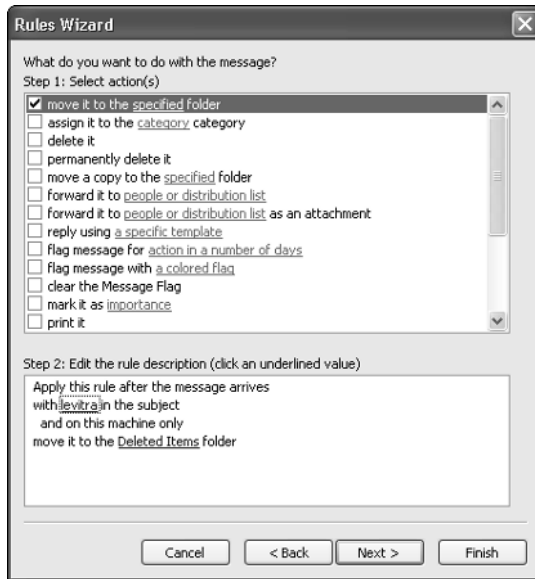 Rules Wizard
What do you want to do with the message?
Step 1: Select action(s)
move it to the specified folder
assign it to the category category
delete it
permanently delete it
move a copy to the specified folder
forward it to people or distribution list
forward it to people or distribution list as an attachment
reply using a specific template
flag message for action in a number of days
flag message with a colored flag
clear the Message Flag
mark it as importance
print it
Step 2: Edit the rule description (click an underlined value)
Apply this rule after the message arrives
with levitra in the subject
and on this machine only
move it to the Deleted Items folder
Cancel < Back Next > Finish